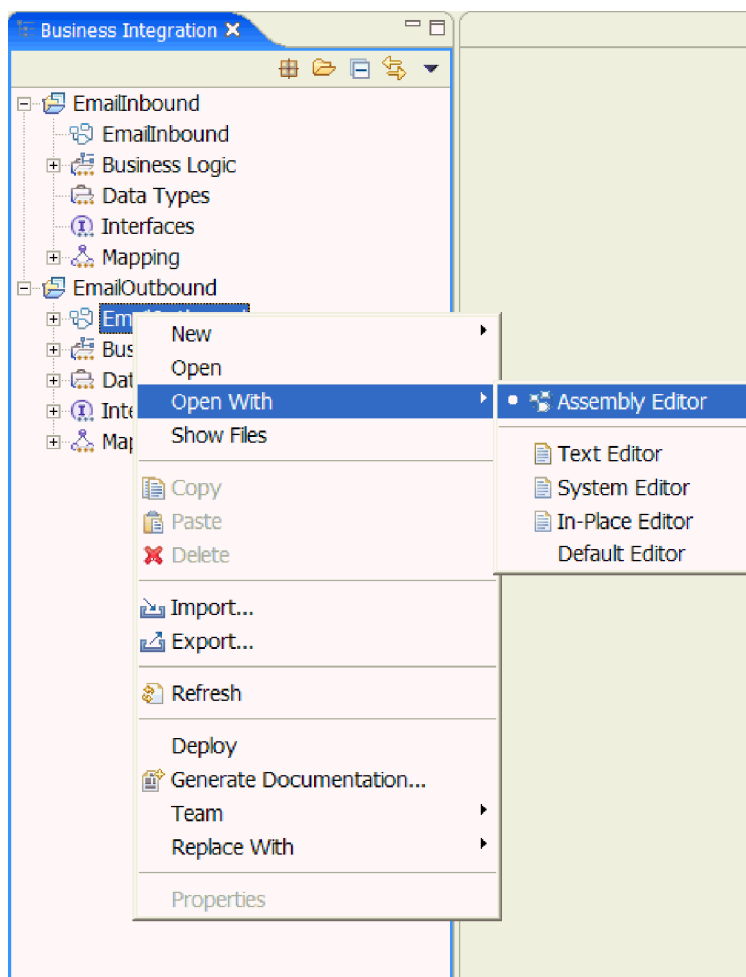 Business Integration
EmailInbound
EmailInbound
Business Logic
Data Types
Interfaces
Mapping
EmailOutbound
New
Open
Open With
Show Files
Copy
Paste
Delete
Import...
Export...
Refresh
Deploy
Generate Documentation...
Team
Replace With
Properties
Assembly Editor
Text Editor
System Editor
In-Place Editor
Default Editor